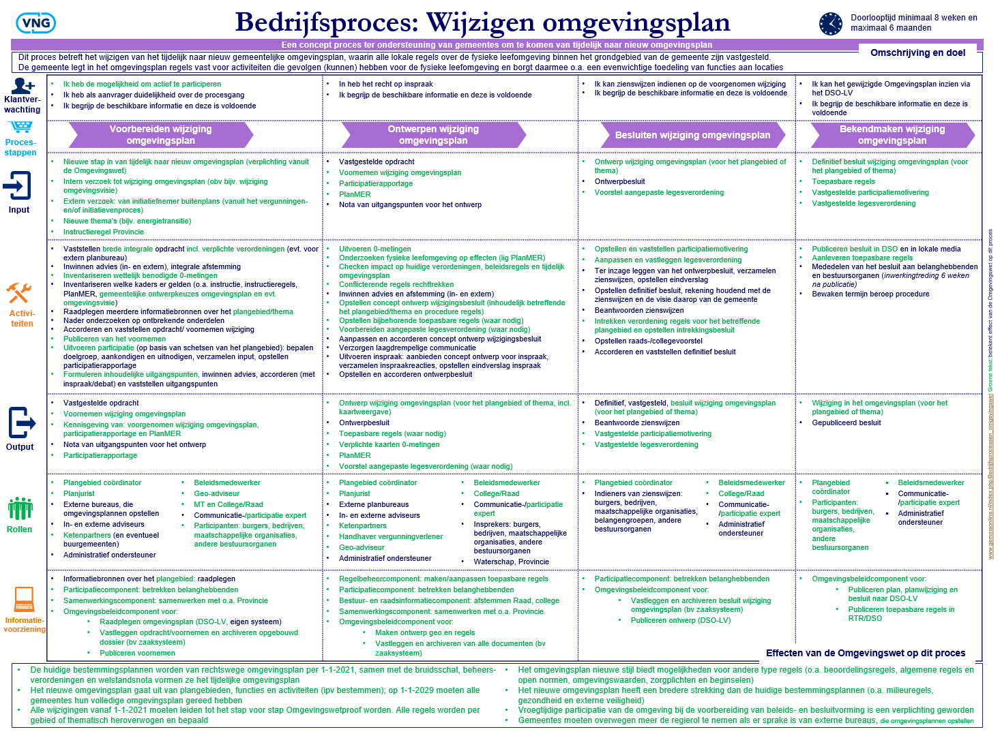 VNG
Bedrijfsproces: Wijzigen omgevingsplan
Doorlooptijd minimaal 8 weken en
maximaal 6 maanden
Een concept proces ter ondersteuning van gemeentes om te komen van tijdelijk naar nieuw omgevingsplan
Omschrijving en doel
Dit proces betreft het wijzigen van het tijdelijk naar nieuw gemeentelijke omgevingsplan, waarin alle lokale regels over de fysieke leefomgeving binnen het grondgebied van de gemeente zijn vastgesteld.
De gemeente legt in het omgevingsplan regels vast voor activiteiten die gevolgen (kunnen) hebben voor de fysieke leefomgeving en borgt daarmee o.a. een evenwichtige toedeling van functies aan locaties
Klantver-
wachting
• Ik heb de mogelijkheid om actief te participeren
• Ik heb als aanvrager duidelijkheid over de procesgang
• Ik begrijp de beschikbare informatie en deze is voldoende
• In heb het recht op inspraak
• Ik begrijp de beschikbare informatie en deze is voldoende
• Ik kan zienswijzen indienen op de voorgenomen wijziging
• Ik begrijp de beschikbare informatie en deze is voldoende
• Ik kan het gewijzigde Omgevingsplan inzien via
het DSO-LV
• Ik begrijp de beschikbare informatie en deze is
voldoende
Proces-
stappen
Voorbereiden wijziging
omgevingsplan
Ontwerpen wijziging
omgevingsplan
Besluiten wijziging omgevingsplan
Bekendmaken wijziging
omgevingsplan
Input
• Nieuwe stap in van tijdelijk naar nieuw omgevingsplan (verplichting vanuit
de Omgevingswet)
• Intern verzoek tot wijziging omgevingsplan (obv bijv. wijziging
omgevingsvisie)
• Extern verzoek: van initiatiefnemer buitenplans (vanuit het vergunningen-
en/of initiatievenproces)
• Nieuwe thema's (bijv. energietransitie)
• Instructieregel Provincie
• Vastgestelde opdracht
• Voornemen wijziging omgevingsplan
• Participatierapportage
• PlanMER
• Nota van uitgangspunten voor het ontwerp
• Ontwerp wijziging omgevingsplan (voor het plangebied of
thema)
• Ontwerpbesluit
• Voorstel aangepaste legesverordening
• Definitief besluit wijziging omgevingsplan (voor
het plangebied of thema)
• Toepasbare regels
• Vastgestelde participatiemotivering
• Vastgestelde legesverordening
Activi-
teiten
• Vaststellen brede integrale opdracht incl. verplichte verordeningen (evt. voor
extern planbureau)
• Inwinnen advies (in- en extern), integrale afstemming
• Inventariseren wettelijk benodigde 0-metingen
• Inventariseren welke kaders er gelden (o.a. instructie, instructieregels,
PlanMER, gemeentelijke ontwerpkeuzes omgevingsplan en evt.
omgevingsvisie)
• Raadplegen meerdere informatiebronnen over het plangebied/thema
• Nader onderzoeken op ontbrekende onderdelen
• Accorderen en vaststellen opdracht/ voornemen wijziging
• Publiceren van het voornemen
• Uitvoeren participatie (op basis van schetsen van het plangebied): bepalen
doelgroep, aankondigen en uitnodigen, verzamelen input, opstellen
participatierapportage
• Formuleren inhoudelijke uitgangspunten, inwinnen advies, accorderen (met
inspraak/debat) en vaststellen uitgangspunten
• Uitvoeren 0-metingen
• Onderzoeken fysieke leefomgeving op effecten (iig PlanMER)
• Checken impact op huidige verordeningen, beleidsregels en tijdelijk
omgevingsplan
• Conflicterende regels rechttrekken
• Inwinnen advies en afstemming (in- en extern)
• Opstellen concept ontwerp wijzigingsbesluit (inhoudelijk betreffende
het plangebied/thema en procedure regels)
• Opstellen bijbehorende toepasbare regels (waar nodig)
• Voorbereiden aangepaste legesverordening (waar nodig)
• Aanpassen en accorderen concept ontwerp wijzigingsbesluit
• Verzorgen laagdrempelige communicatie
• Uitvoeren inspraak: aanbieden concept ontwerp voor inspraak,
verzamelen inspraakreacties, opstellen eindverslag inspraak
• Opstellen en accorderen ontwerpbesluit
• Opstellen en vaststellen participatiemotivering
• Aanpassen en vastleggen legesverordening
• Ter inzage leggen van het ontwerpbesluit, verzamelen
zienswijzen, opstellen eindverslag
• Opstellen definitief besluit, rekening houdend met de
zienswijzen en de visie daarop van de gemeente
• Beantwoorden zienswijzen
• Intrekken verordening regels voor het betreffende
plangebied en opstellen intrekkingsbesluit
• Opstellen raads-/collegevoorstel
• Accorderen en vaststellen definitief besluit
• Publiceren besluit in DSO en in lokale media
• Aanleveren toepasbare regels
• Mededelen van het besluit aan belanghebbenden
en bestuursorganen (inwerkingtreding 6 weken
na publicatie)
• Bewaken termijn beroep procedure
Output
• Vastgestelde opdracht
• Voornemen wijziging omgevingsplan
• Kennisgeving van: voorgenomen wijziging omgevingsplan,
participatierapportage en PlanMER
• Nota van uitgangspunten voor het ontwerp
• Participatierapportage
• Ontwerp wijziging omgevingsplan (voor het plangebied of thema, incl.
kaartweergave)
• Ontwerpbesluit
• Toepasbare regels (waar nodig)
• Verplichte kaarten 0-metingen
• PlanMER
• Voorstel aangepaste legesverordening (waar nodig)
• Definitief, vastgesteld, besluit wijziging omgevingsplan
(voor het plangebied of thema)
• Beantwoorde zienswijzen
• Vastgestelde participatiemotivering
• Vastgestelde legesverordening
• Wijziging in het omgevingsplan (voor het
plangebied of thema)
• Gepubliceerd besluit
Rollen
• Plangebied coördinator
• Planjurist
• Externe bureaus, die
omgevingsplannen opstellen
• In- en externe adviseurs
• Ketenpartners (en eventueel
buurgemeenten)
• Administratief ondersteuner
• Beleidsmedewerker
• Geo-adviseur
• MT en College/Raad
• Communicatie-/participatie expert
• Participanten: burgers, bedrijven,
maatschappelijke organisaties,
andere bestuursorganen
• Plangebied coördinator
• Planjurist
• Externe planbureaus
• In- en externe adviseurs
• Ketenpartners
• Handhaver vergunningverlener
• Geo-adviseur
• Administratief ondersteuner
• Beleidsmedewerker
• College/Raad
• Communicatie-/participatie
expert
• Insprekers: burgers,
bedrijven, maatschappelijke
organisaties, andere
bestuursorganen
• Waterschap, Provincie
• Plangebied coördinator
• Indieners van zienswijzen:
burgers, bedrijven,
maatschappelijke organisaties,
belangengroepen, andere
bestuursorganen
• Beleidsmedewerker
• College/Raad
• Communicatie-
/participatie expert
• Administratief
ondersteuner
• Plangebied
coördinator
• Participanten:
burgers, bedrijven,
maatschappelijke
organisaties,
andere
bestuursorganen
▪ Beleidsmedewerker
▪ Communicatie-
/participatie expert
▪ Administratief
ondersteuner
Informatie-
voorziening
• Informatiebronnen over het plangebied: raadplegen
• Participatiecomponent: betrekken belanghebbenden
• Samenwerkingscomponent: samenwerken met o.a. Provincie
• Omgevingsbeleidcomponent voor:
• Raadplegen omgevingsplan (DSO-LV, eigen systeem)
• Vastleggen opdracht/voornemen en archiveren opgebouwd
dossier (bv zaaksysteem)
• Publiceren voornemen
• Regelbeheercomponent: maken/aanpassen toepasbare regels
• Participatiecomponent: betrekken belanghebbenden
• Bestuur- en raadsinformatiecomponent: afstemmen Raad, college
• Samenwerkingscomponent: samenwerken met o.a. Provincie
• Omgevingsbeleidcomponent voor:
• Maken ontwerp geo en regels
• Vastleggen en archiveren van alle documenten (bv
zaaksysteem)
• Participatiecomponent: betrekken belanghebbenden
• Omgevingsbeleidcomponent voor:
• Vastleggen en archiveren besluit wijziging
omgevingsplan (bv zaaksysteem)
• Publiceren ontwerp (DSO-LV)
• Omgevingsbeleidcomponent voor:
• Publiceren plan, planwijziging en
besluit naar DSO-LV
• Publiceren toepasbare regels in
RTR/DSO
www.gemmaonline.nl/index.php/Bedrijfsprocessen_omgevingswet Groene tekst: betekent effect van de Omgevingswet op dit proces
Effecten van de Omgevingswet op dit proces
• De huidige bestemmingsplannen worden van rechtswege omgevingsplan per 1-1-2021, samen met de bruidsschat, beheers-
verordeningen en welstandsnota vormen ze het tijdelijke omgevingsplan
• Het nieuwe omgevingsplan gaat uit van plangebieden, functies en activiteiten (ipv bestemmen); op 1-1-2029 moeten alle
gemeentes hun volledige omgevingsplan gereed hebben
• Alle wijzigingen vanaf 1-1-2021 moeten leiden tot het stap voor stap Omgevingswetproof worden. Alle regels worden per
gebied of thematisch heroverwogen en bepaald
• Het omgevingsplan nieuwe stijl biedt mogelijkheden voor andere type regels (o.a. beoordelingsregels, algemene regels en
open normen, omgevingswaarden, zorgplichten en beginselen)
• Het nieuwe omgevingsplan heeft een bredere strekking dan de huidige bestemmingsplannen (o.a. milieuregels,
gezondheid en externe veiligheid)
• Vroegtijdige participatie van de omgeving bij de voorbereiding van beleids- en besluitvorming is een verplichting geworden
• Gemeentes moeten overwegen meer de regierol te nemen als er sprake is van externe bureaus, die omgevingsplannen opstellen